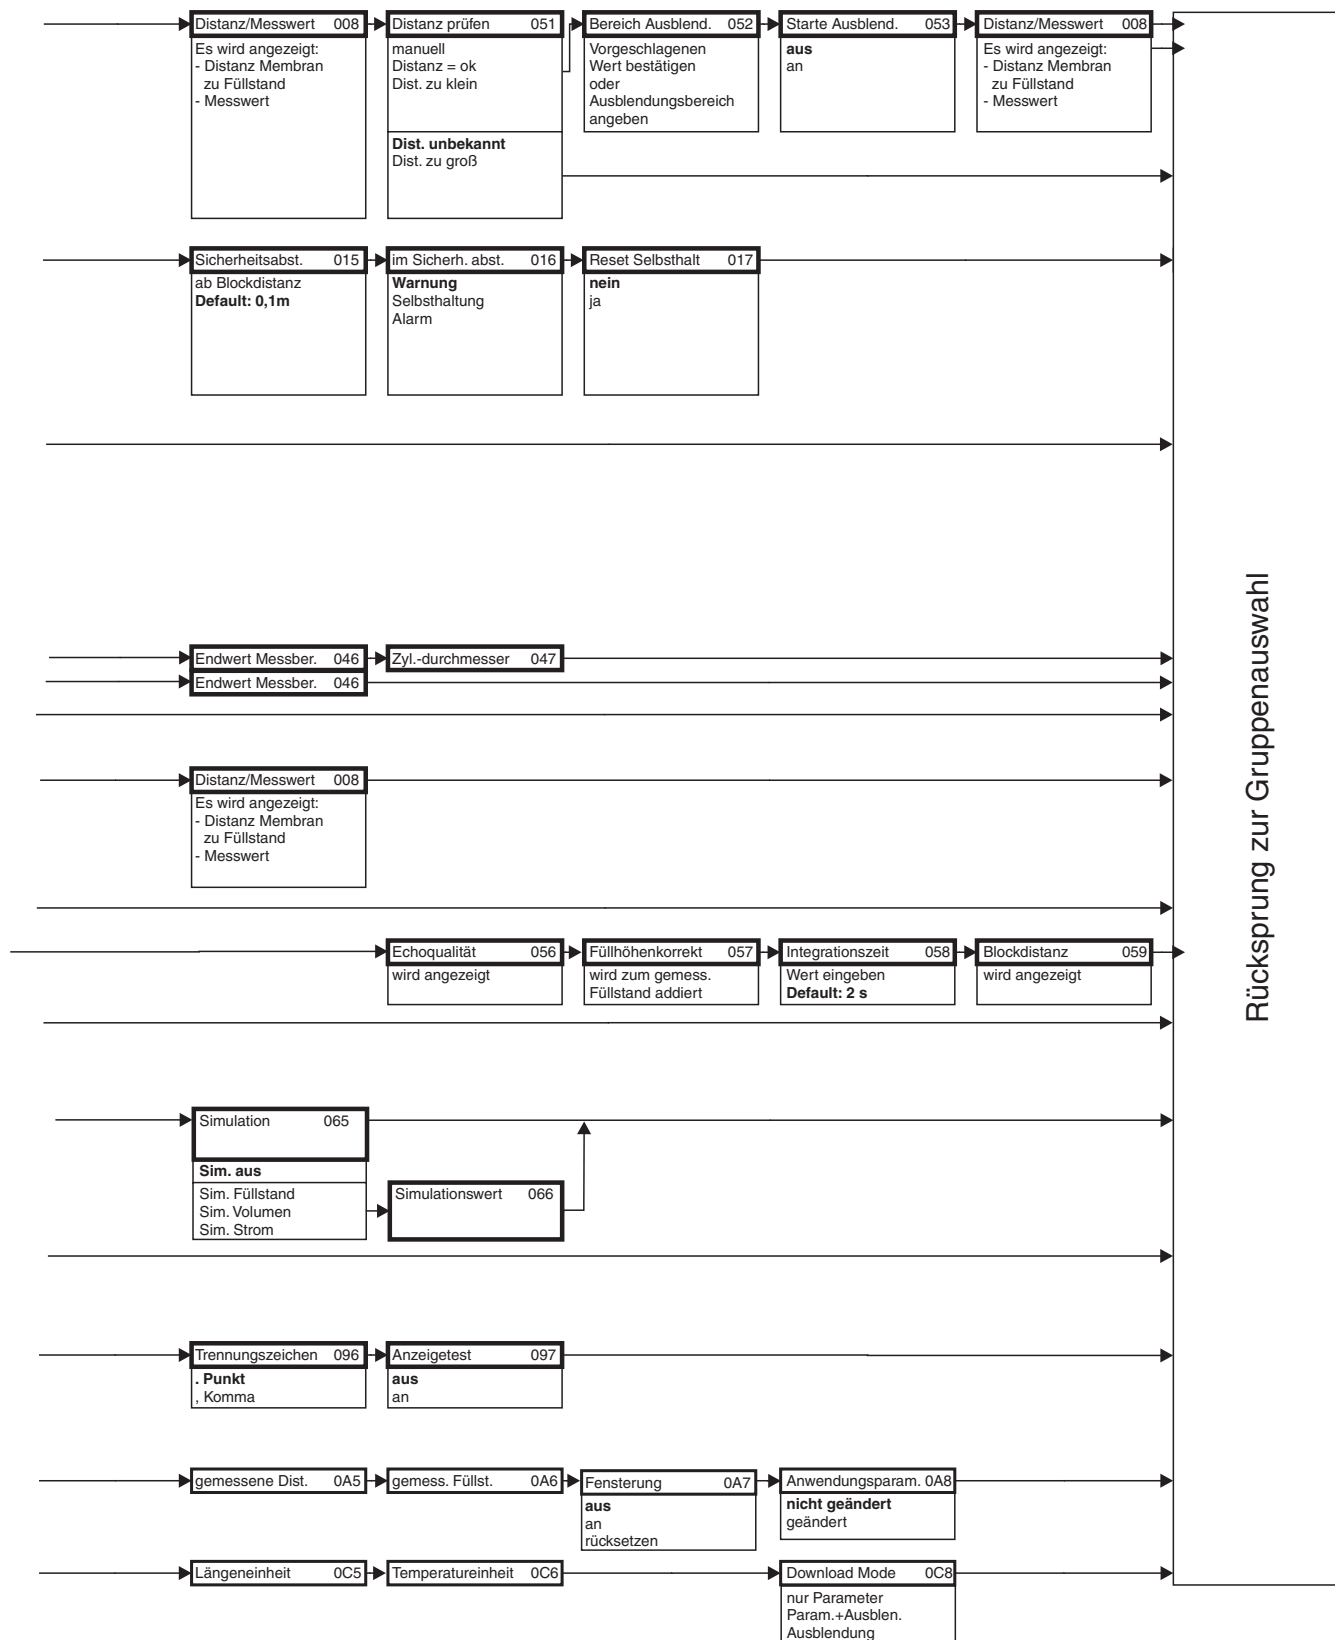 Distanz/Messwert 008
Es wird angezeigt:
- Distanz Membran
zu Füllstand
- Messwert
Distanz prüfen 051
manuell
Distanz = ok
Dist. zu klein
Dist. unbekannt
Dist. zu groß
Bereich Ausblend. 052
Vorgeschlagenen
Wert bestätigen
oder
Ausblendungsbereich
angeben
Starte Ausblend. 053
aus
an
Distanz/Messwert 008
Es wird angezeigt:
- Distanz Membran
zu Füllstand
- Messwert
Sicherheitsabst. 015
ab Blockdistanz
Default: 0,1m
im Sicherh. abst. 016
Warnung
Selbsthaltung
Alarm
Reset Selbsthalt 017
nein
ja
Endwert Messber. 046
Zyl.-durchmesser 047
Endwert Messber. 046
Distanz/Messwert 008
Es wird angezeigt:
- Distanz Membran
zu Füllstand
- Messwert
Echoqualität 056
wird angezeigt
Füllhöhenkorrekt 057
wird zum gemess.
Füllstand addiert
Integrationszeit 058
Wert eingeben
Default: 2 s
Blockdistanz 059
wird angezeigt
Simulation 065
Sim. aus
Sim. Füllstand
Sim. Volumen
Sim. Strom
Simulationswert 066
Trennungszeichen 096
. Punkt
, Komma
Anzeigetest 097
aus
an
gemessene Dist. 0A5
gemess. Füllst. 0A6
Fensterung 0A7
aus
an
rücksetzen
Anwendungsparam. 0A8
nicht geändert
geändert
Längeneinheit 0C5
Temperatureinheit 0C6
Download Mode 0C8
nur Parameter
Param.+Ausblen.
Ausblendung
Rücksprung zur Gruppenauswahl